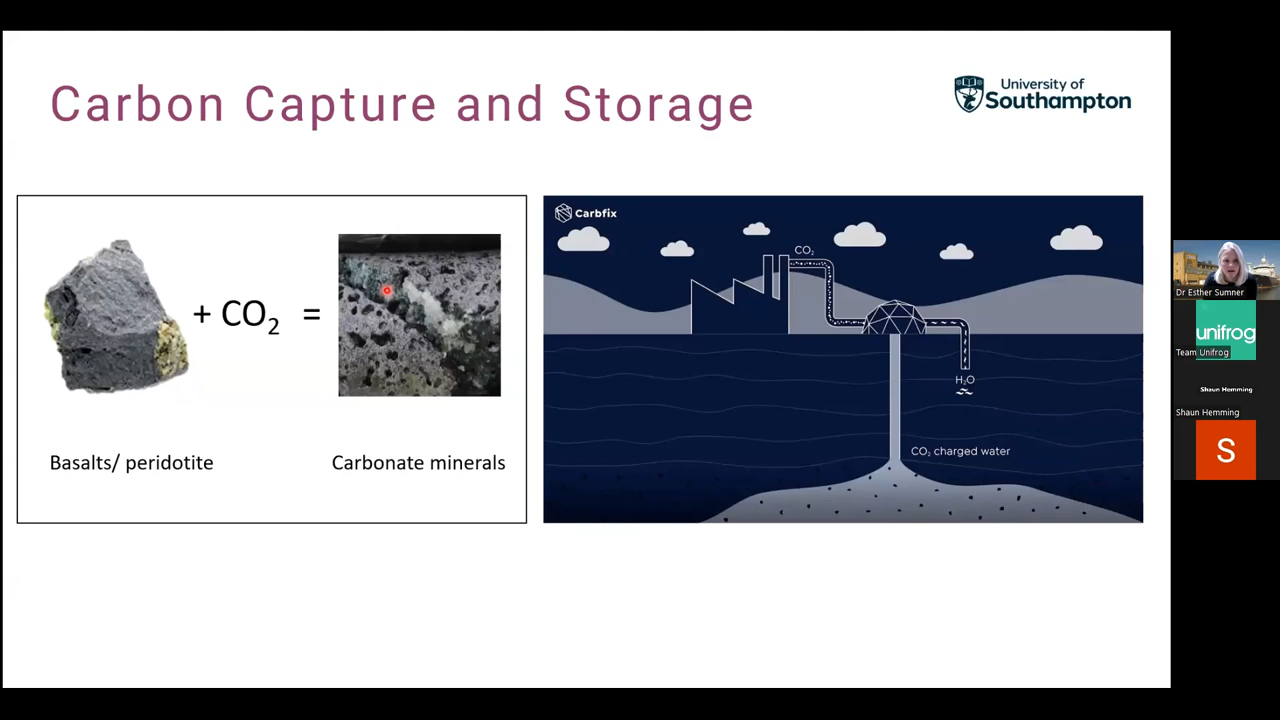 Carbon Capture and Storage
University of
Southampton
+ CO₂ =
Basalts/ peridotite
Carbonate minerals
Carbfix
CO₂
H₂O
CO₂ charged water
Dr Esther Sumner
unifrog
Team Unifrog
Shaun Hemming
Shaun Hemming
S